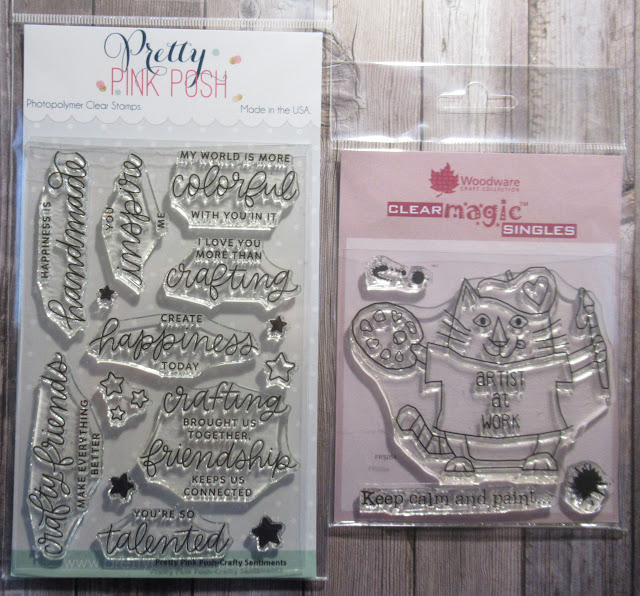 Pretty
PINK POSH
Photopolymer Clear Stamps
Made in the USA.
HAPPINESS IS
handmade
YOU
inspire
ME
MY WORLD IS MORE
colorful
WITH YOU IN IT
I LOVE YOU
MORE THAN
crafting
CREATE
happiness
TODAY
crafty friends
MAKE EVERYTHING
BETTER
crafting
BROUGHT US
TOGETHER,
friendship
KEEPS US
CONNECTED
YOU'RE SO
talented
Pretty Pink Posh-Crafty Sentiments
Woodware
CRAFT COLLECTION
CLEAR magic™
SINGLES
ARTIST
at
WORK
Keep calm and paint...